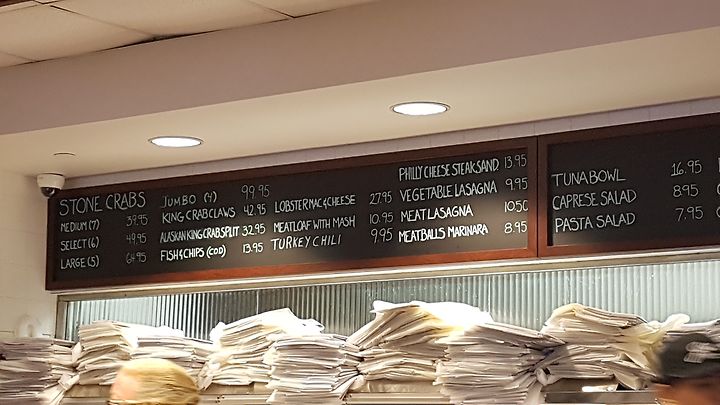 STONE CRABS
MEDIUM (7) 39.95
SELECT (6) 49.95
LARGE (5) 64.95
JUMBO (4) 99.95
KING CRAB CLAWS 42.95
ALASKAN KING CRAB SPLIT 32.95
FISH & CHIPS (COD) 13.95
LOBSTER MAC & CHEESE 27.95
MEATLOAF WITH MASH 10.95
TURKEY CHILI 9.95
PHILLY CHEESE STEAK SAND. 13.95
VEGETABLE LASAGNA 9.95
MEAT LASAGNA 10.50
MEATBALLS MARINARA 8.95
TUNA BOWL 16.95
CAPRESE SALAD 8.95
PASTA SALAD 7.95